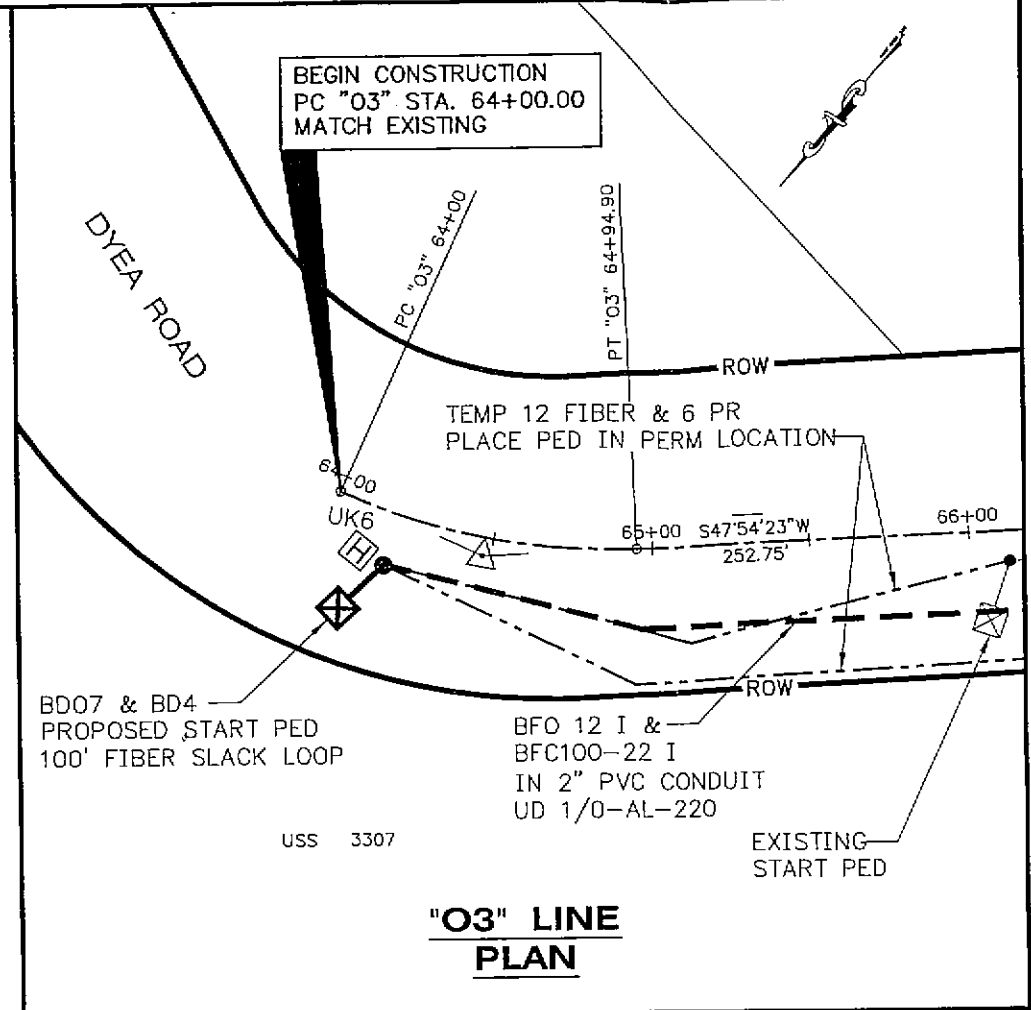 BEGIN CONSTRUCTION
PC "O3" STA. 64+00.00
MATCH EXISTING
DYEA ROAD
PC "O3" 64+00
PT "O3" 64+94.90
ROW
TEMP 12 FIBER & 6 PR
PLACE PED IN PERM LOCATION
64+00
UK6
H
65+00
S47°54'23"W
252.75'
66+00
ROW
BD07 & BD4
PROPOSED START PED
100' FIBER SLACK LOOP
BFO 12 I &
BFC100-22 I
IN 2" PVC CONDUIT
UD 1/0-AL-220
USS 3307
EXISTING
START PED
"O3" LINE
PLAN